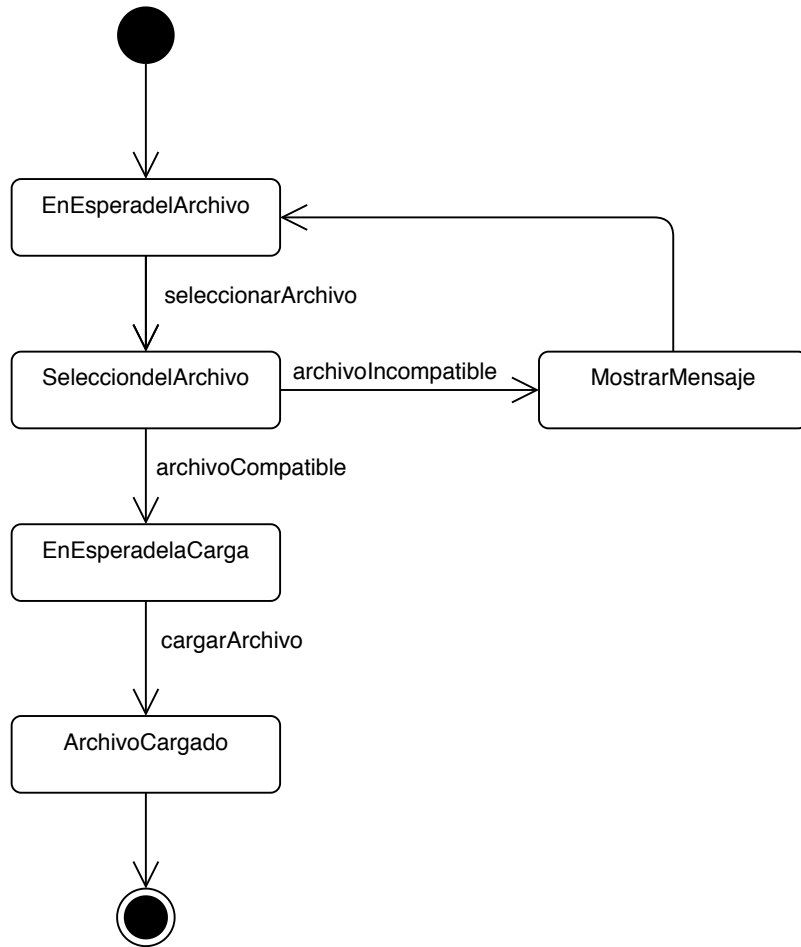 EnEsperadelArchivo
seleccionarArchivo
SelecciondelArchivo
archivoIncompatible
MostrarMensaje
archivoCompatible
EnEsperadelaCarga
cargarArchivo
ArchivoCargado